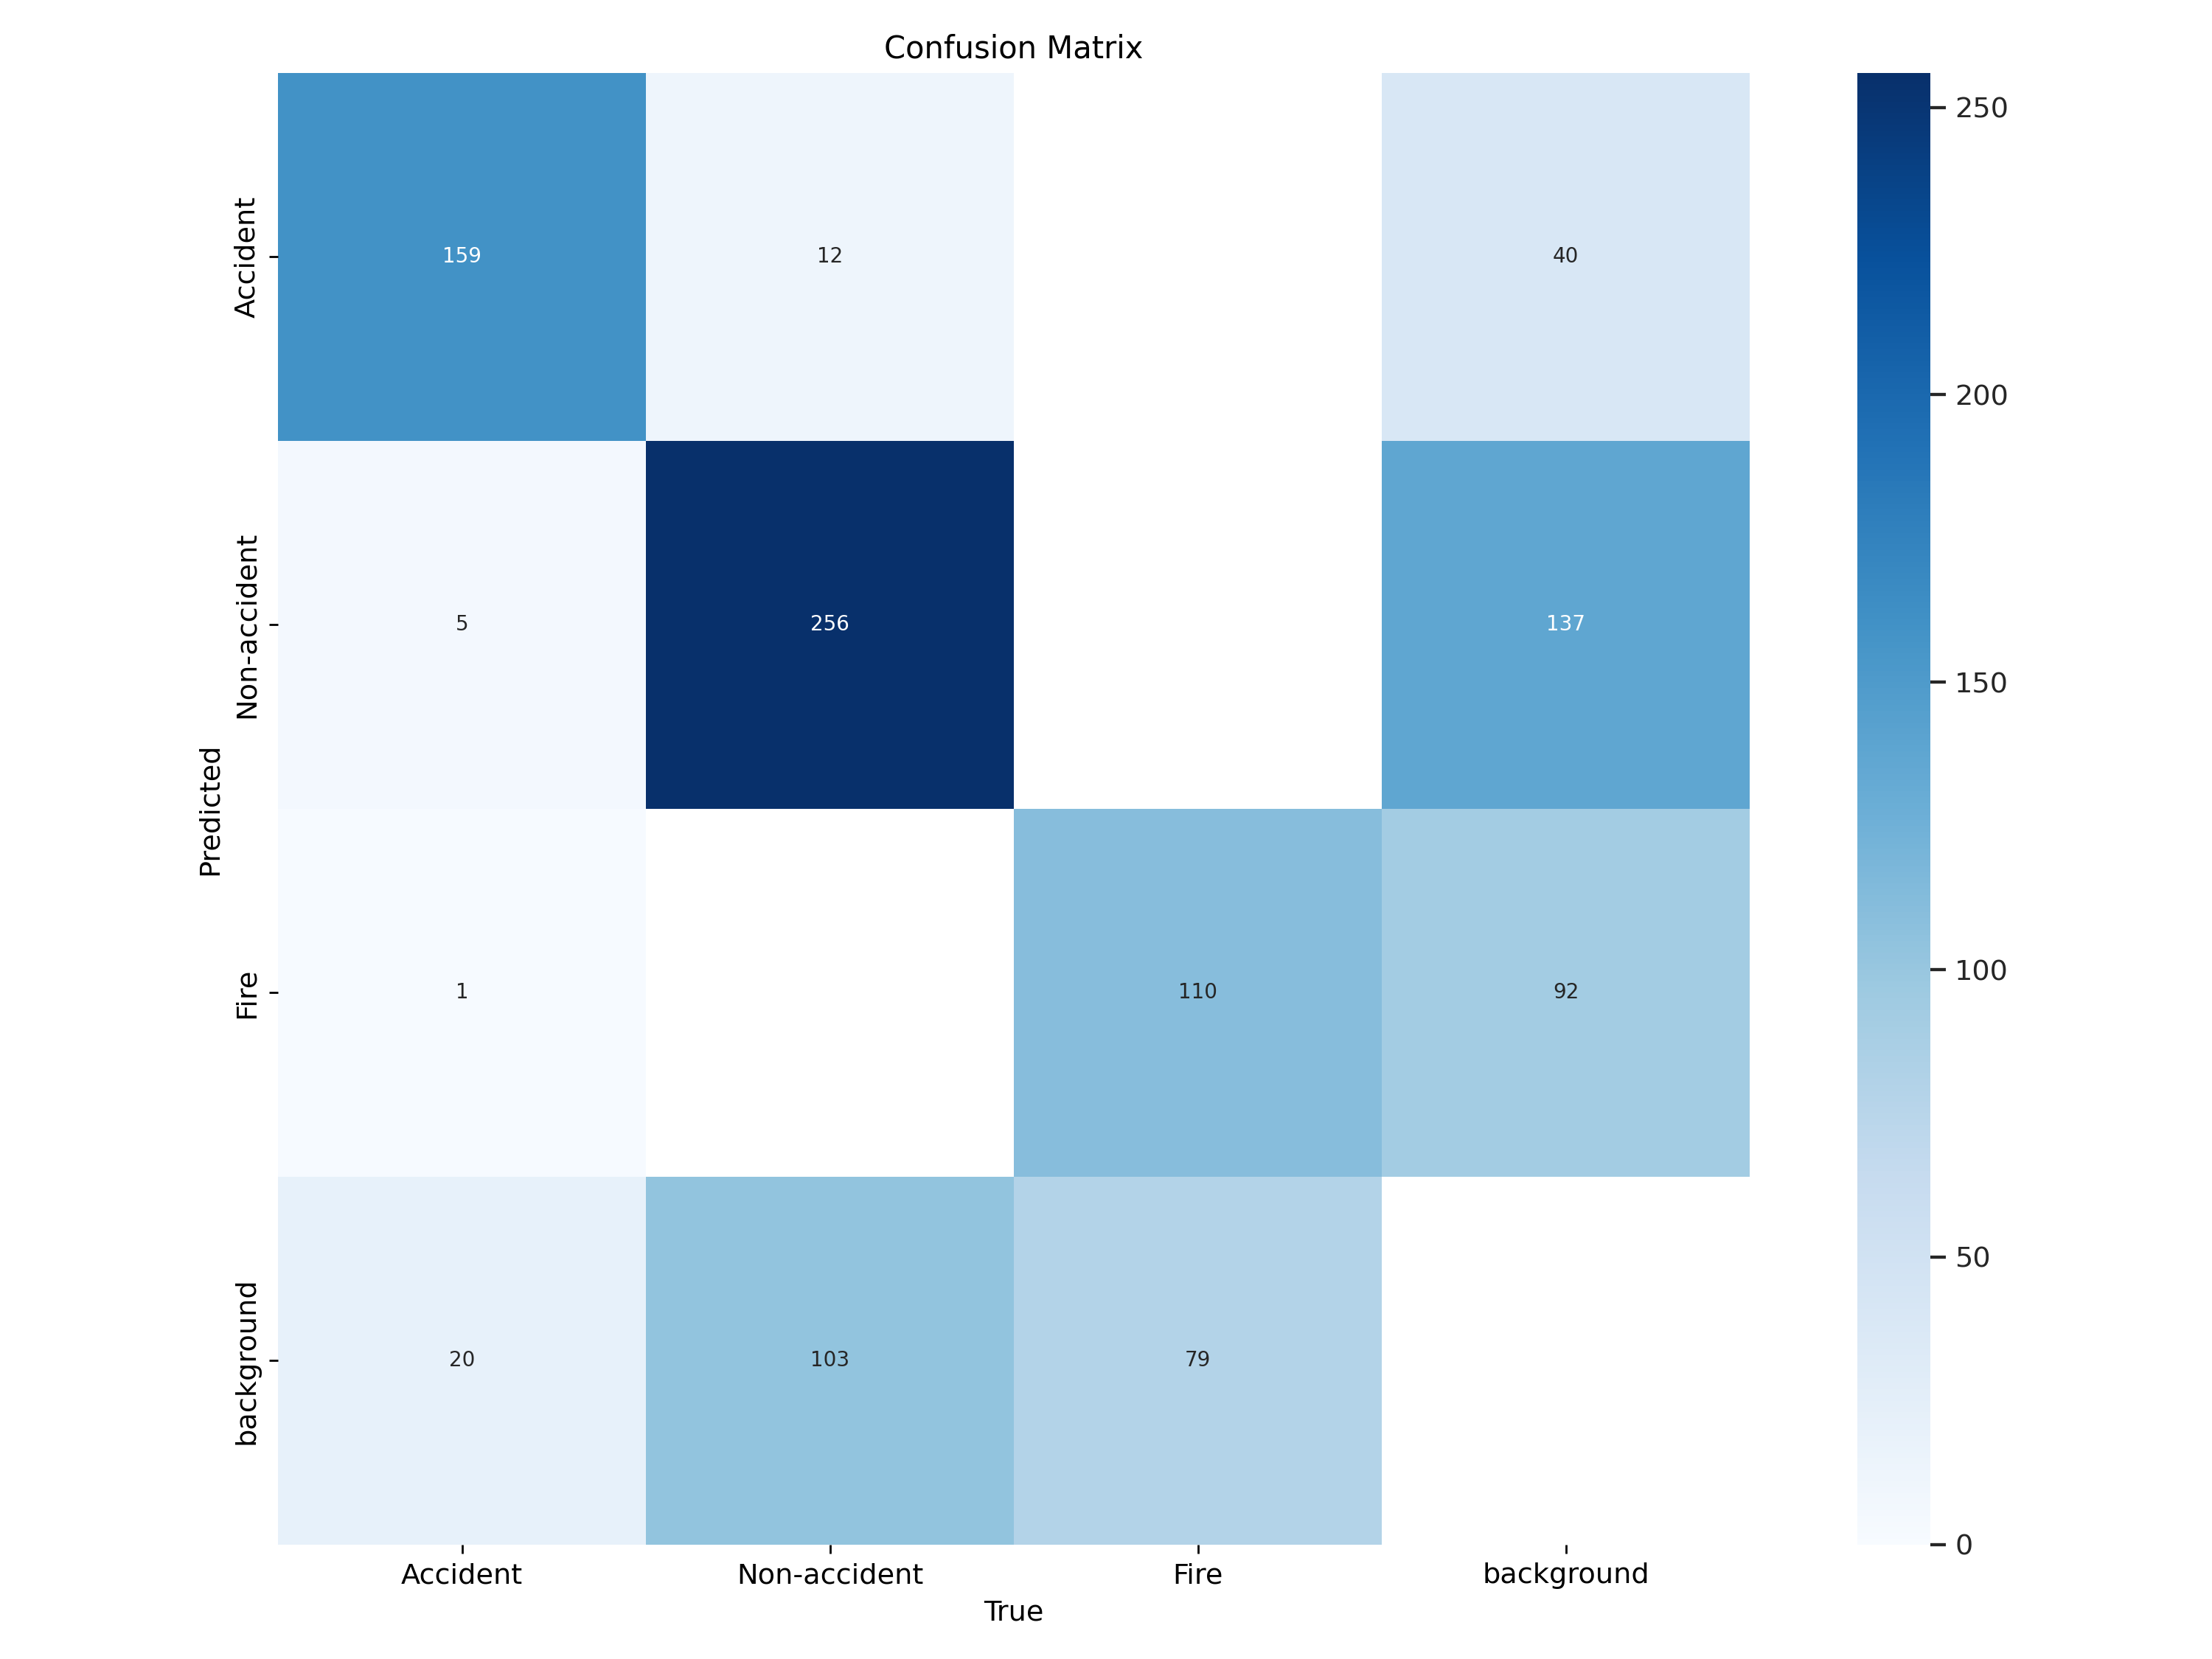 Confusion Matrix
Accident
159
12
40
Non-accident
5
256
137
Fire
1
110
92
background
20
103
79
Predicted
Accident
Non-accident
Fire
background
True
250
200
150
100
50
0